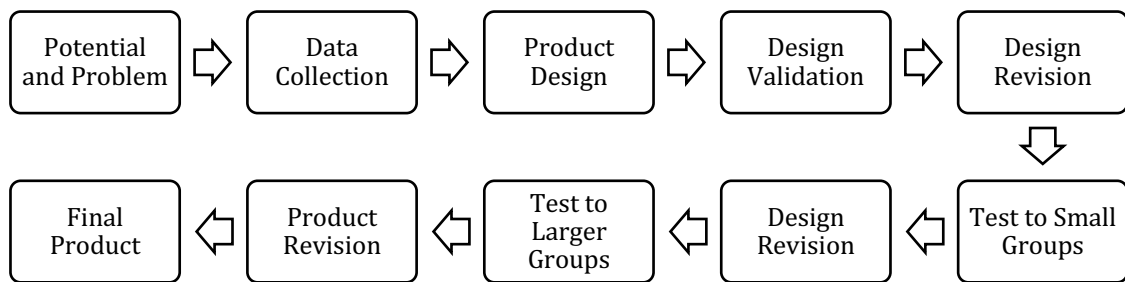 Potential
and Problem
Data
Collection
Product
Design
Design
Validation
Design
Revision
Test to Small
Groups
Design
Revision
Test to
Larger
Groups
Product
Revision
Final
Product